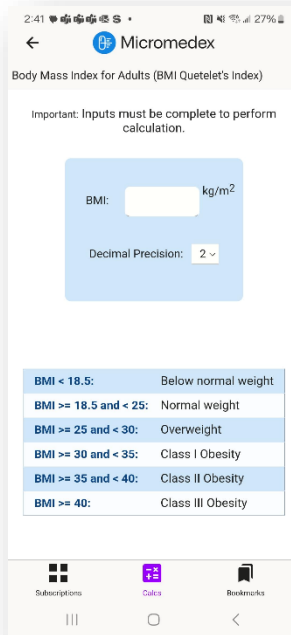 2:41 S •
27%
Micromedex
Body Mass Index for Adults (BMI Quetelet's Index)
Important: Inputs must be complete to perform
calculation.
BMI: kg/m2
Decimal Precision: 2
BMI < 18.5: Below normal weight
BMI >= 18.5 and < 25: Normal weight
BMI >= 25 and < 30: Overweight
BMI >= 30 and < 35: Class I Obesity
BMI >= 35 and < 40: Class II Obesity
BMI >= 40: Class III Obesity
Subscriptions Calcs Bookmarks